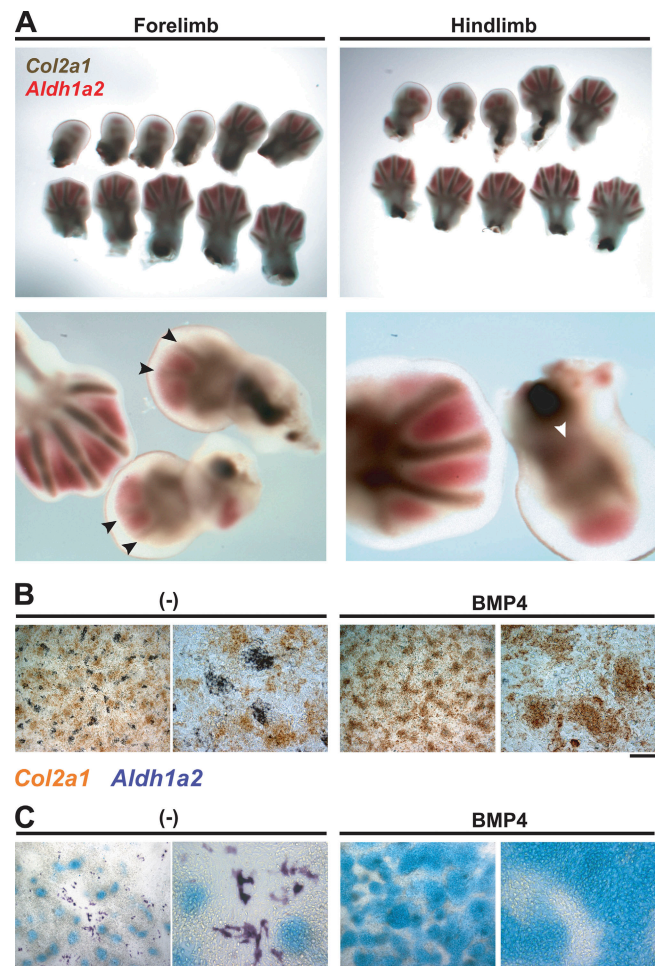 A
Forelimb
Hindlimb
Col2a1
Aldh1a2
B
(-)
BMP4
Col2a1 Aldh1a2
C
(-)
BMP4